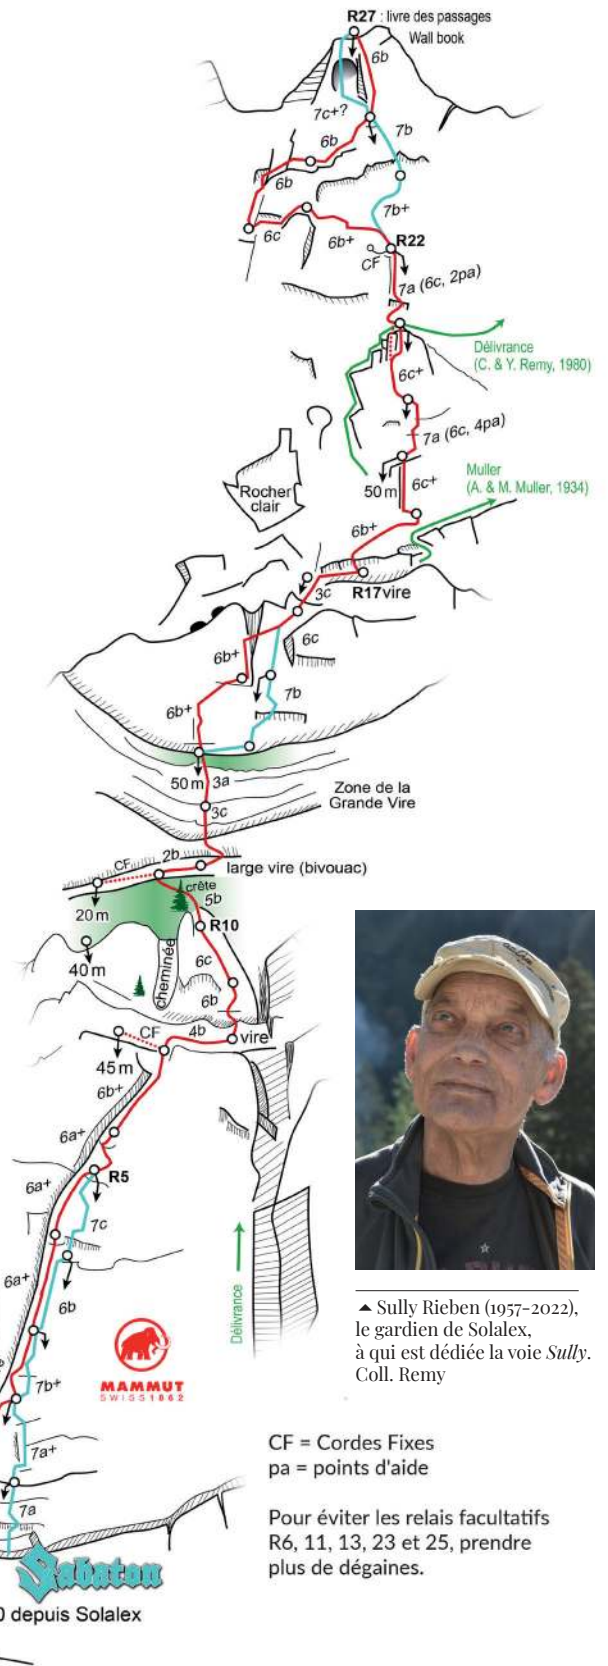 R27 : livre des passages
Wall book
6b
7c+?
7b
6b
6b
7b+
6c
6b+
R22
CF
7a (6c, 2pa)
Délivrance
(C. & Y. Remy, 1980)
6c+
7a (6c, 4pa)
Muller
(A. & M. Muller, 1934)
50 m
6c+
Rocher
clair
6b+
3c
R17 vire
6c
6b+
7b
6b+
50 m
3a
Zone de la
Grande Vire
3c
CF
2b
large vire (bivouac)
crête
5b
20 m
R10
40 m
cheminée
6c
6b
CF
4b
vire
45 m
6b+
6a+
R5
6a+
7c
6a+
6b
Délivrance
MAMMUT
SWISS 1862
7b+
7a+
7a
Sabaton
0 depuis Solalex
Sully Rieben (1957-2022),
le gardien de Solalex,
à qui est dédiée la voie Sully.
Coll. Remy
CF = Cordes Fixes
pa = points d'aide
Pour éviter les relais facultatifs
R6, 11, 13, 23 et 25, prendre
plus de dégaines.